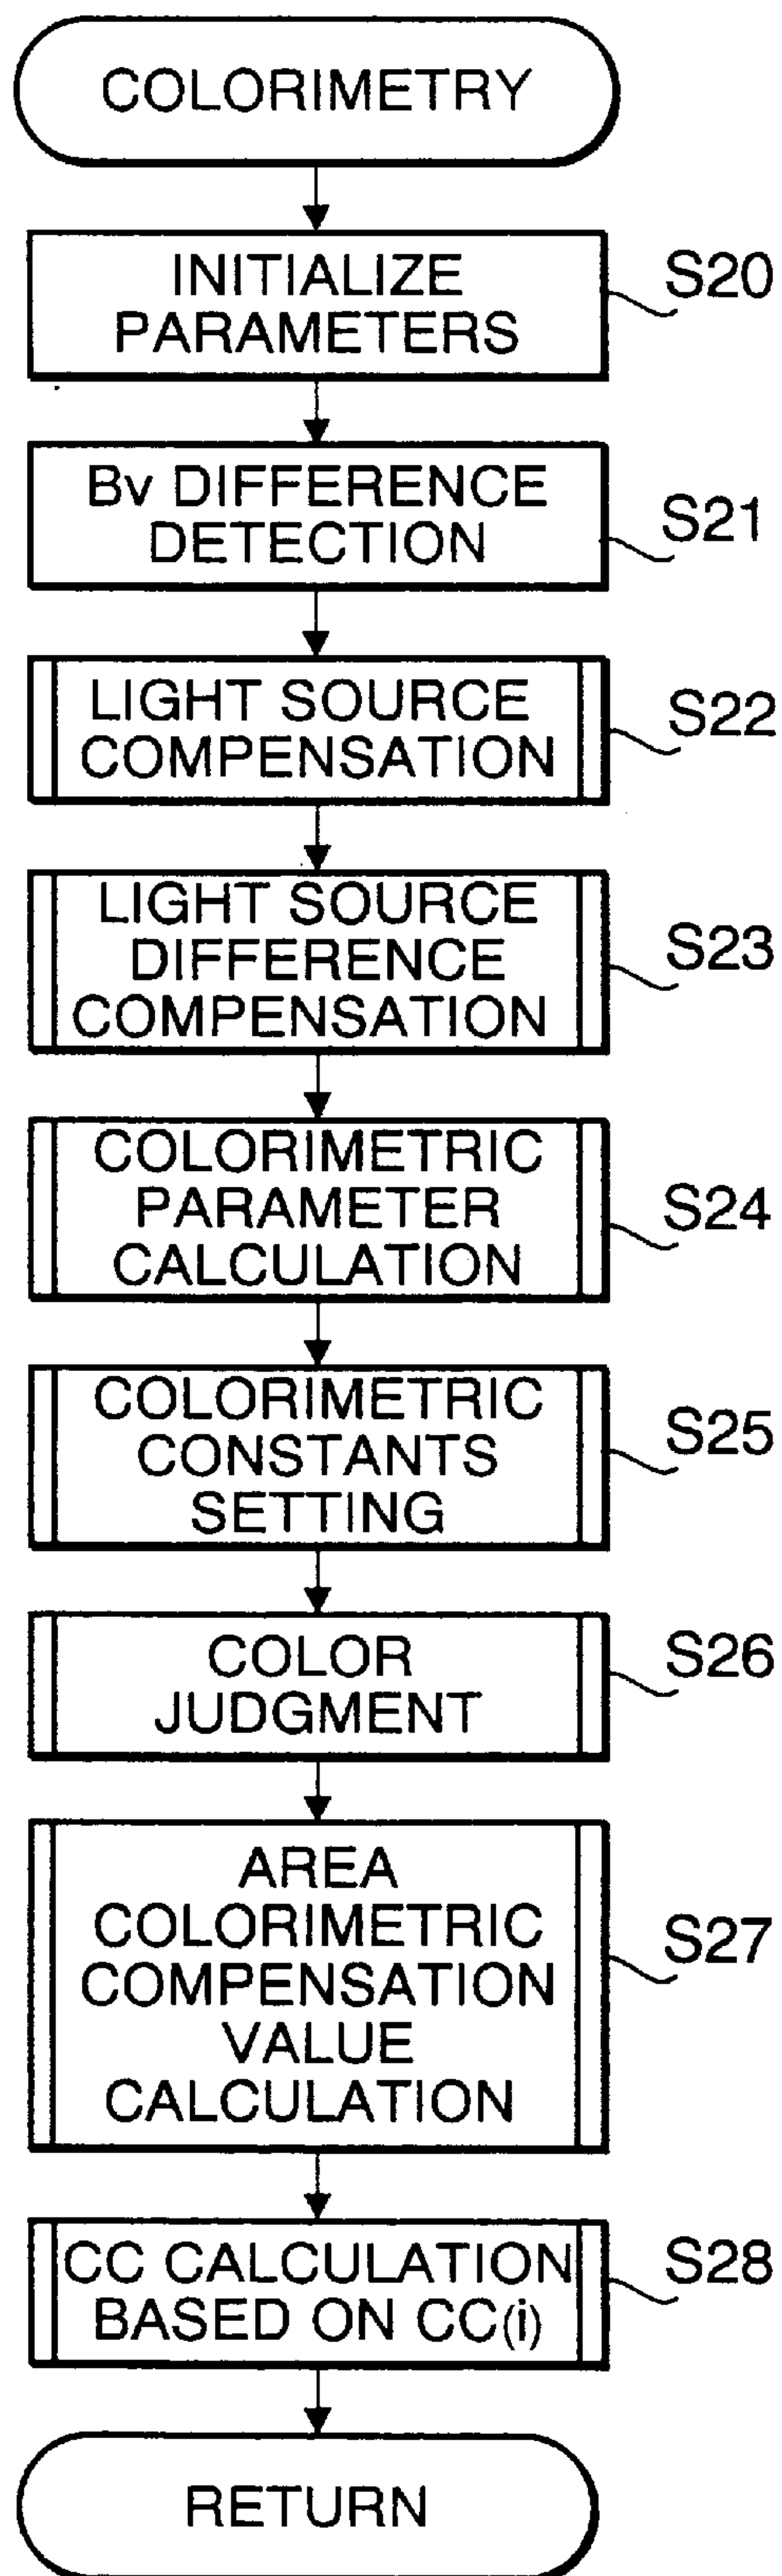 COLORIMETRY
INITIALIZE
PARAMETERS
S20
Bv DIFFERENCE
DETECTION
S21
LIGHT SOURCE
COMPENSATION
S22
LIGHT SOURCE
DIFFERENCE
COMPENSATION
S23
COLORIMETRIC
PARAMETER
CALCULATION
S24
COLORIMETRIC
CONSTANTS
SETTING
S25
COLOR
JUDGMENT
S26
AREA
COLORIMETRIC
COMPENSATION
VALUE
CALCULATION
S27
CC CALCULATION
BASED ON CC(i)
S28
RETURN